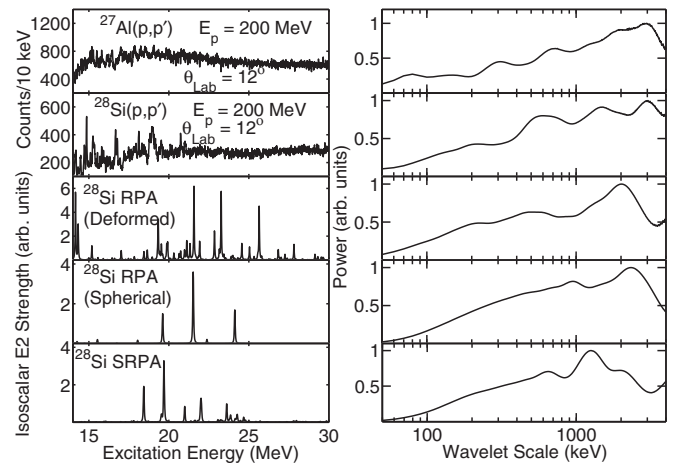 Counts/10 keV
Isoscalar E2 Strength (arb. units)
1200
800
400
²⁷Al(p,p′) Eₚ = 200 MeV
θLab = 12°
600
400
200
²⁸Si(p,p′) Eₚ = 200 MeV
θLab = 12°
6
4
2
²⁸Si RPA
(Deformed)
4
2
²⁸Si RPA
(Spherical)
4
2
²⁸Si SRPA
15 20 25 30
Excitation Energy (MeV)
Power (arb. units)
1
0.5
1
0.5
1
0.5
1
0.5
1
0.5
100 1000
Wavelet Scale (keV)